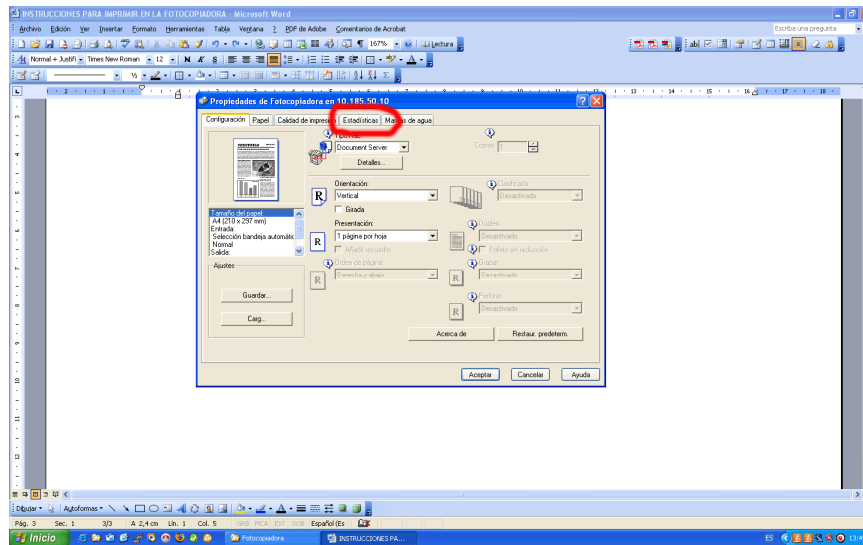 INSTRUCCIONES PARA IMPRIMIR EN LA FOTOCOPIADORA - Microsoft Word
Archivo Edición Ver Insertar Formato Herramientas Tabla Ventana ? PDF de Adobe Comentarios de Acrobat
Escriba una pregunta
167% Lectura
Normal + Justifi Times New Roman 12 N K S
Propiedades de Fotocopiadora en 10.185.50.10
Configuración Papel Calidad de impresión Estadísticas Marcas de agua
Document Server
Copias: 1
Detalles...
Orientación:
Vertical
Girada
Clasificado:
Desactivado
Tamaño del papel:
A4 (210 x 297 mm)
Entrada:
Selección bandeja automátic
Normal
Salida:
Presentación:
1 página por hoja
Añadir recuadro
Dúplex:
Desactivado
Folleto sin reducción
Ajustes
Guardar...
Carg...
Orden de página:
Derecha y abajo
Grapar:
Desactivado
Perforar:
Desactivado
Acerca de
Restaur. predeterm.
Aceptar
Cancelar
Ayuda
Dibujar Autoformas
Pág. 3 Sec. 1 3/3 A 2,4 cm Lín. 1 Col. 5 GRB MCA EXT SOB Español (Es
Inicio
Fotocopiadora
INSTRUCCIONES PA...
ES